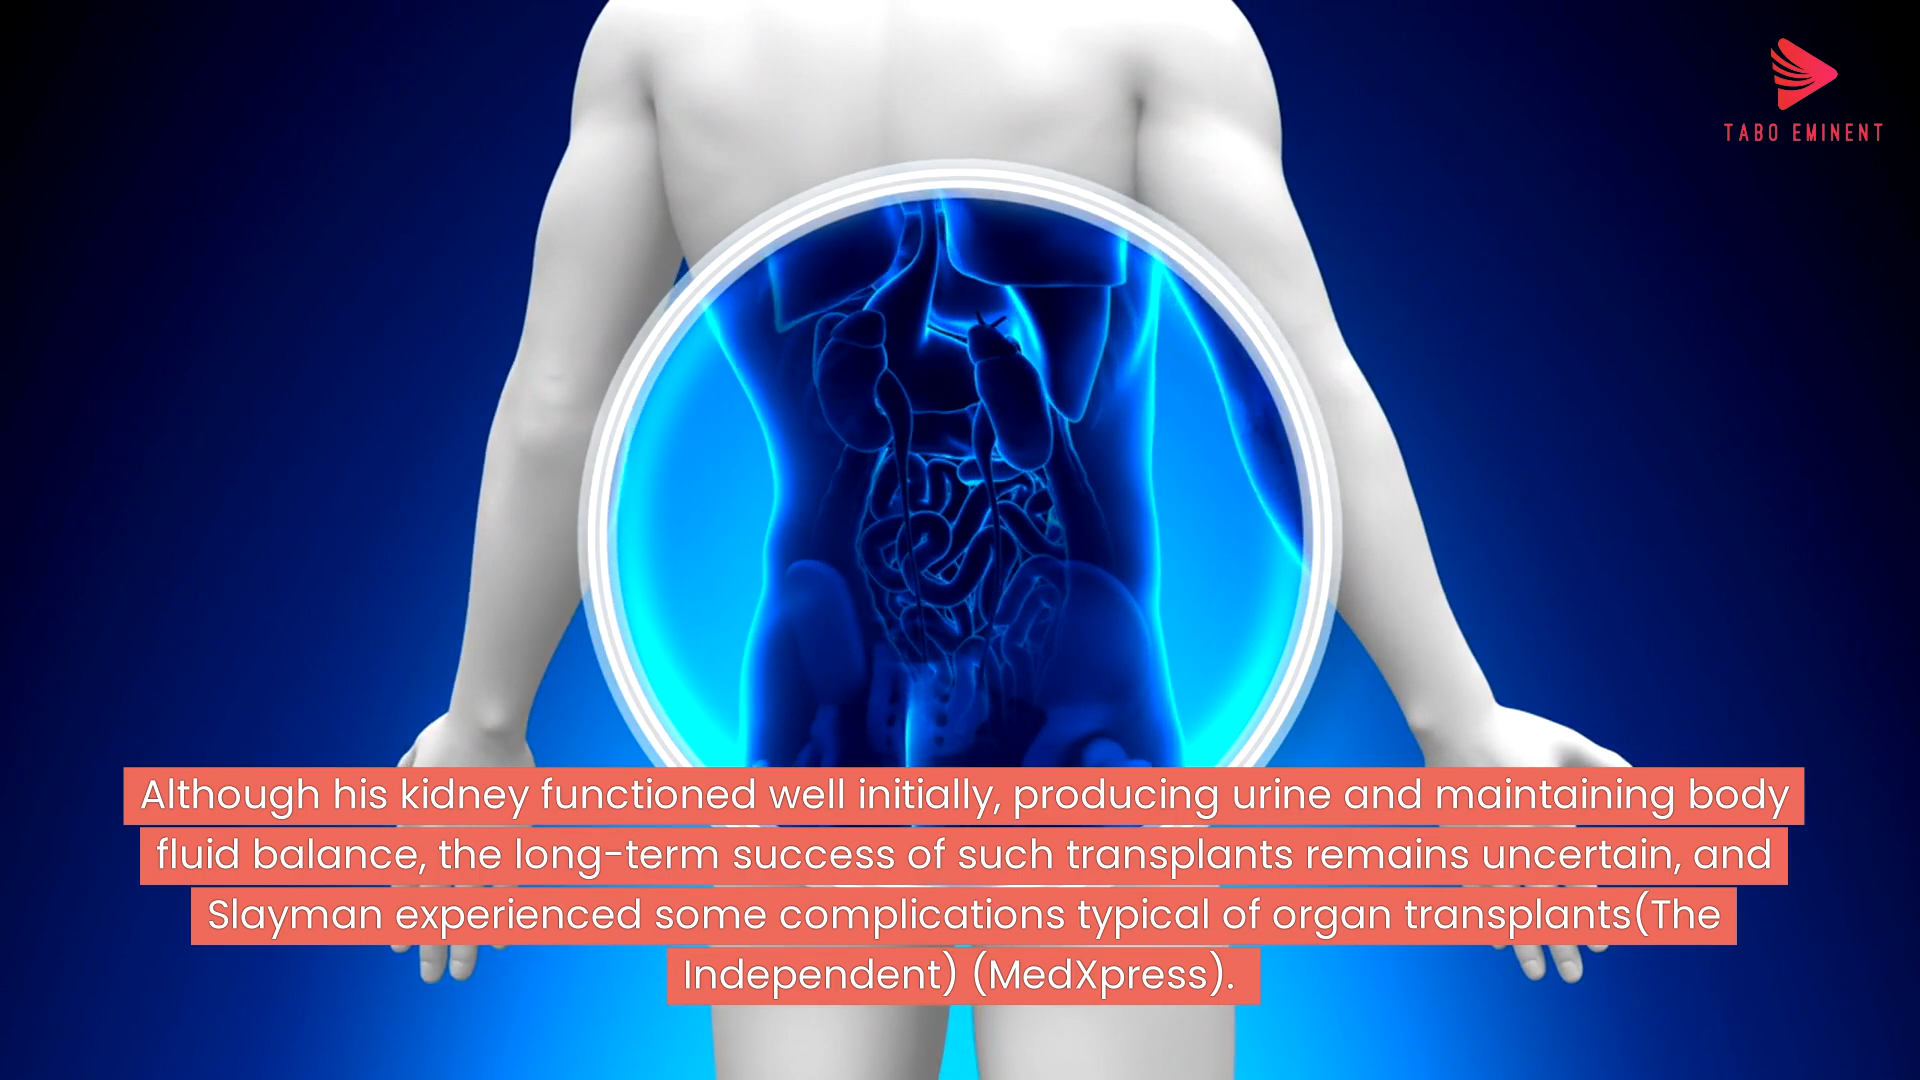 TABO EMINENT
Although his kidney functioned well initially, producing urine and maintaining body
fluid balance, the long-term success of such transplants remains uncertain, and
Slayman experienced some complications typical of organ transplants(The
Independent) (MedXpress).